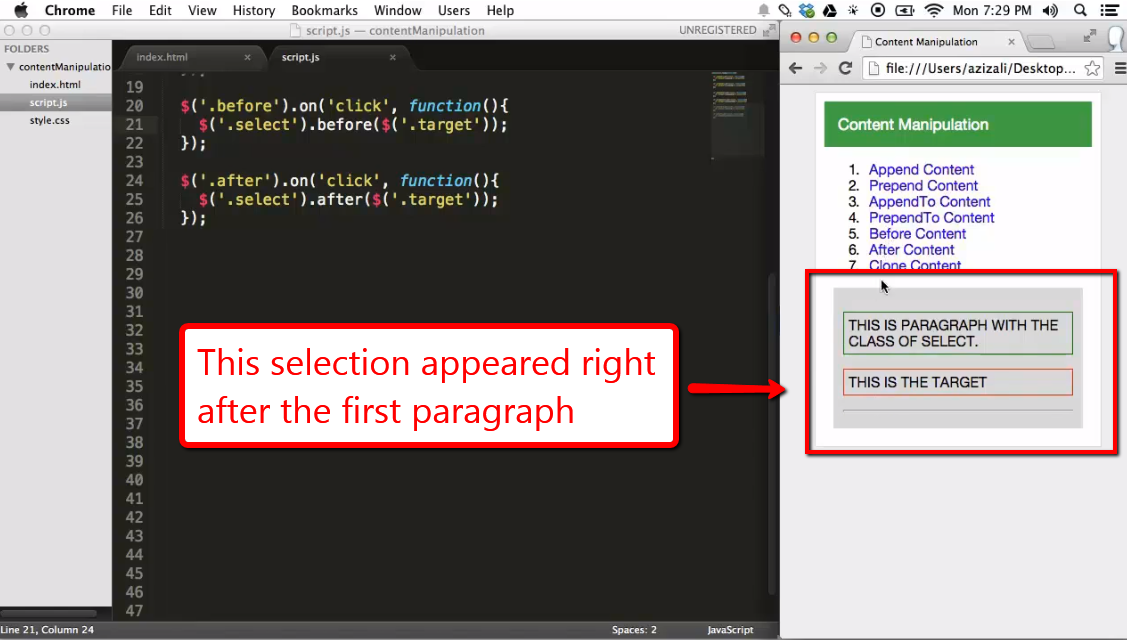 Chrome File Edit View History Bookmarks Window Users Help Mon 7:29 PM
script.js — contentManipulation UNREGISTERED
FOLDERS
contentManipulatio
index.html
script.js
style.css
index.html × script.js ×
19
20 $('.before').on('click', function(){
21 $('.select').before($('.target'));
22 });
23
24 $('.after').on('click', function(){
25 $('.select').after($('.target'));
26 });
27
28
29
30
31
32
33
34
35
36
37
38
39
40
41
42
43
44
45
46
47
This selection appeared right
after the first paragraph
Line 21, Column 24 Spaces: 2 JavaScript
Content Manipulation ×
file:///Users/azizali/Desktop...
Content Manipulation
1. Append Content
2. Prepend Content
3. AppendTo Content
4. PrependTo Content
5. Before Content
6. After Content
7. Clone Content
THIS IS PARAGRAPH WITH THE
CLASS OF SELECT.
THIS IS THE TARGET